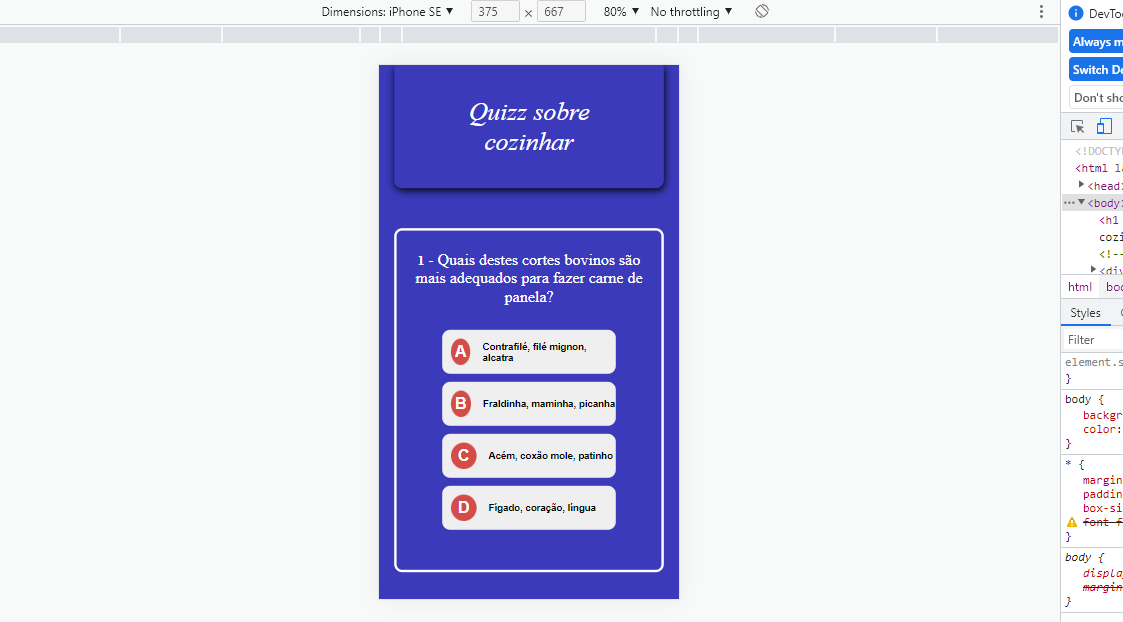 Dimensions: iPhone SE ▼ 375 × 667 80% ▼ No throttling ▼
Quizz sobre
cozinhar
1 - Quais destes cortes bovinos são
mais adequados para fazer carne de
panela?
A Contrafilé, filé mignon,
alcatra
B Fraldinha, maminha, picanha
C Acém, coxão mole, patinho
D Fígado, coração, língua
DevToo
Always m
Switch De
Don't sho
<!DOCTY
<html la
<head>
<body>
<h1
cozi
<!--
<div
html bod
Styles
Filter
element.s
}
body {
backgr
color:
}
* {
margin
paddin
box-si
font-f
}
body {
displa
margin
}